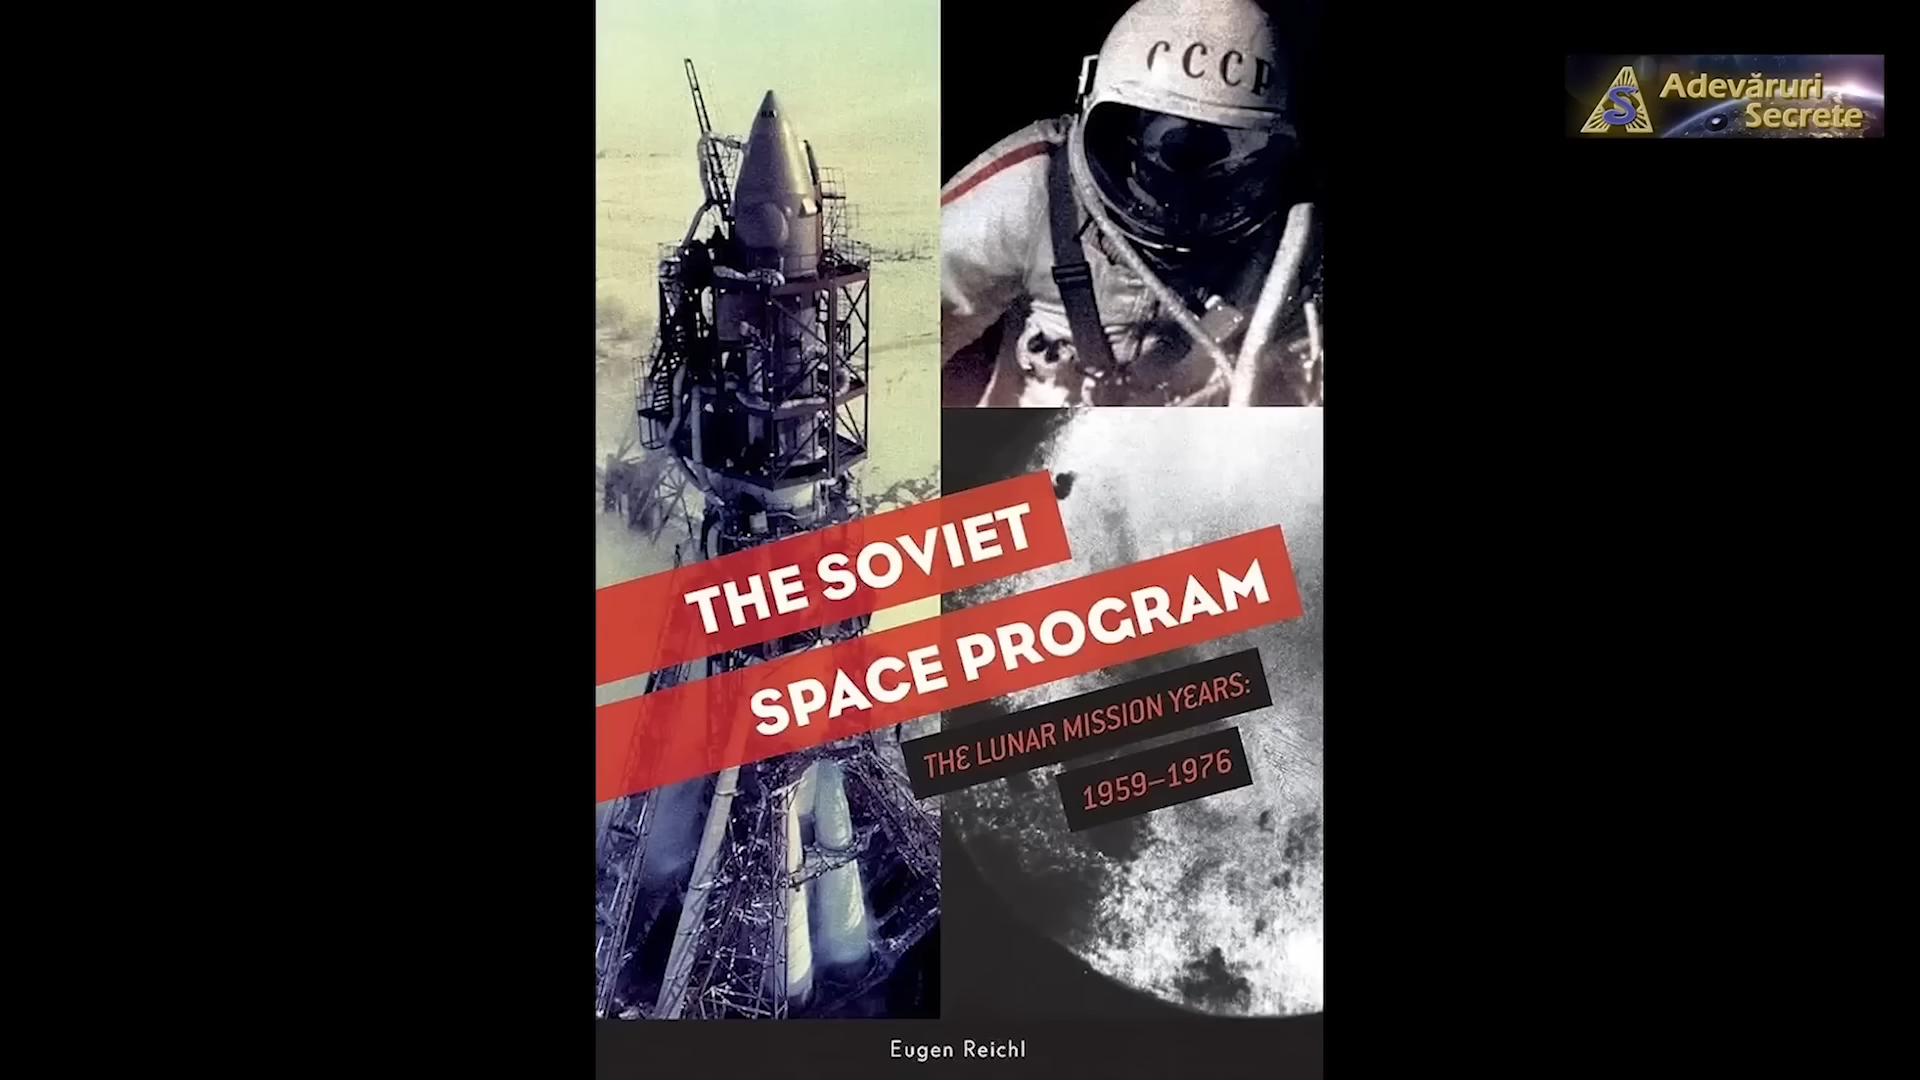 CCCP
Adevăruri
Secrete
THE SOVIET
SPACE PROGRAM
THE LUNAR MISSION YEARS:
1959–1976
Eugen Reichl